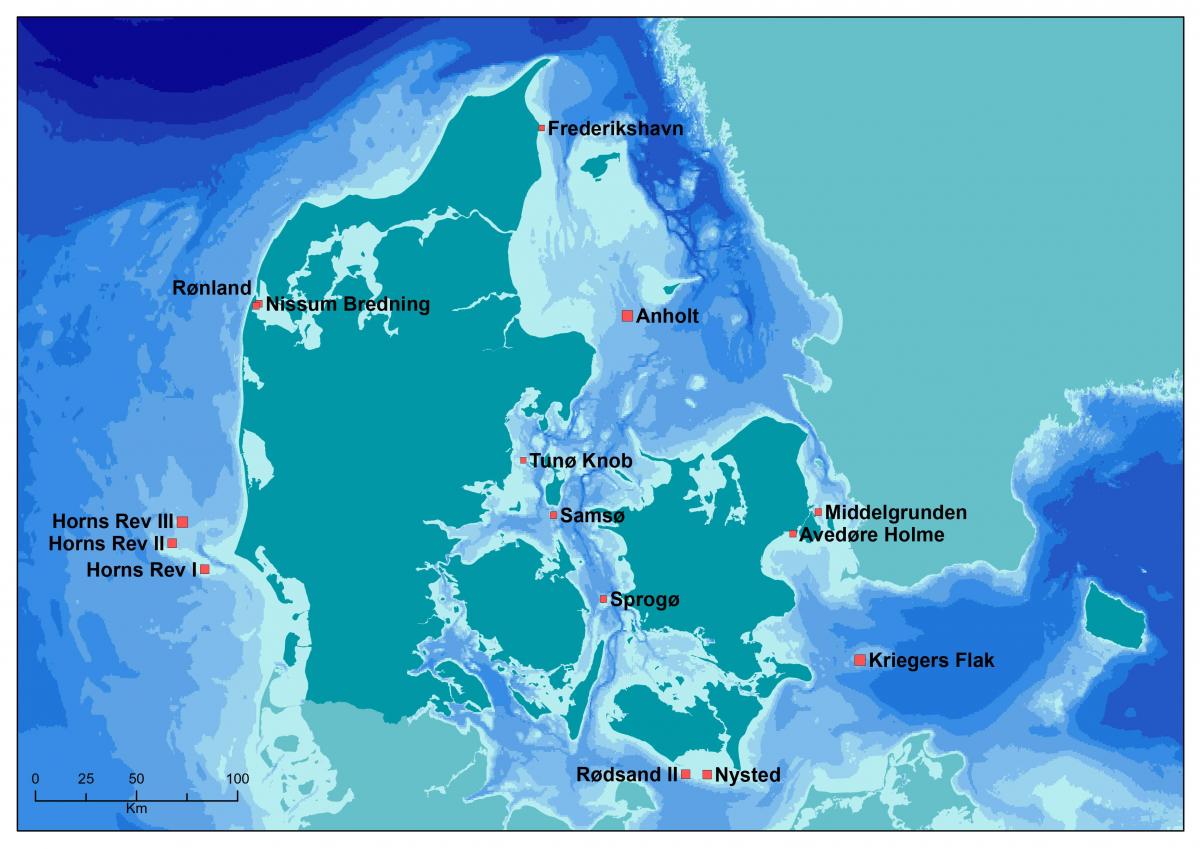 Frederikshavn
Rønland
Nissum Bredning
Anholt
Tunø Knob
Horns Rev III
Samsø
Middelgrunden
Horns Rev II
Avedøre Holme
Horns Rev I
Sprogø
Kriegers Flak
Rødsand II
Nysted
0 25 50 100
Km